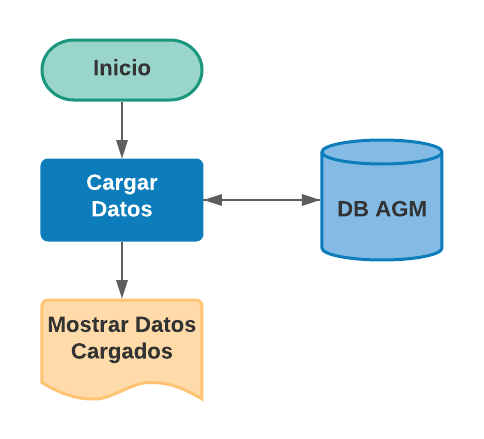 Inicio
Cargar
Datos
DB AGM
Mostrar Datos
Cargados